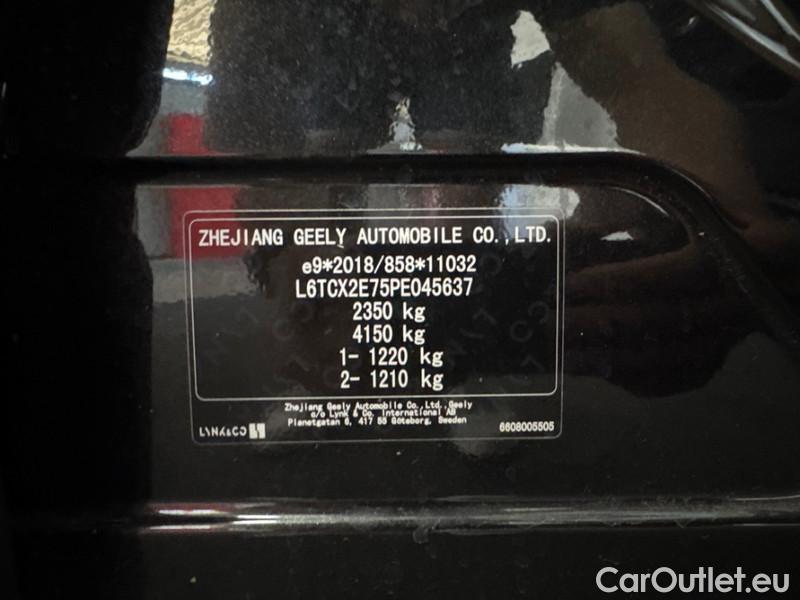 ZHEJIANG GEELY AUTOMOBILE CO.,LTD.
e9*2018/858*11032
L6TCX2E75PE045637
2350 kg
4150 kg
1- 1220 kg
2- 1210 kg
Zhejiang Geely Automobile Co.,Ltd.,Geely
c/o Lynk & Co. International AB
Planetgatan 6, 417 55 Göteborg, Sweden
LYNK&CO
6608005505
CarOutlet.eu